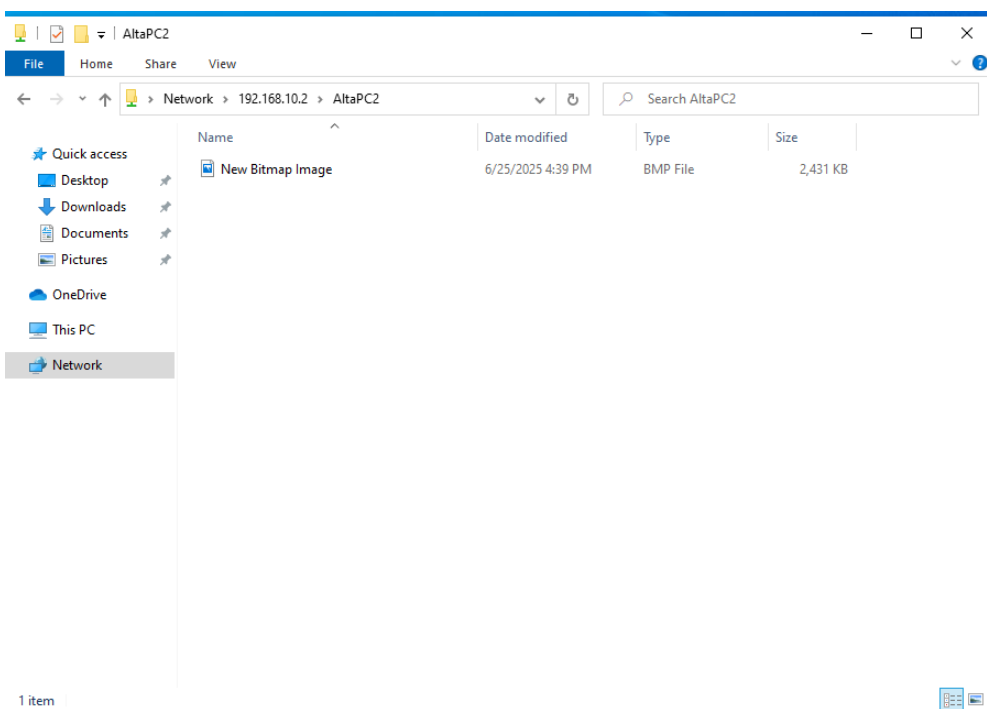 AltaPC2
File Home Share View
Network > 192.168.10.2 > AltaPC2 Search AltaPC2
Name Date modified Type Size
Quick access
New Bitmap Image 6/25/2025 4:39 PM BMP File 2,431 KB
Desktop
Downloads
Documents
Pictures
OneDrive
This PC
Network
1 item